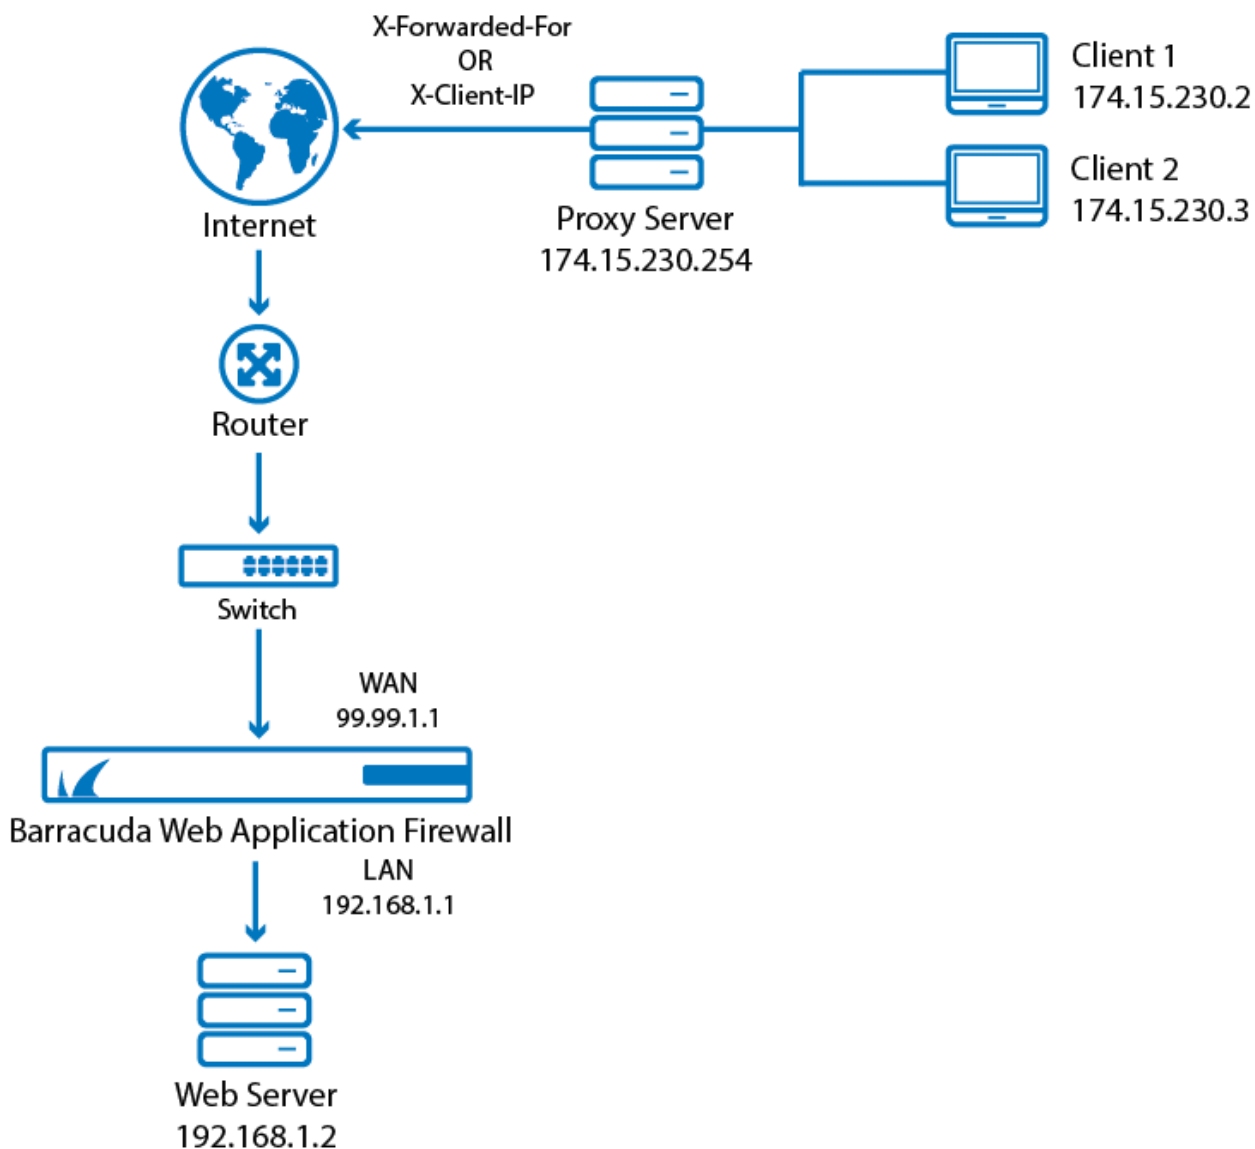 X-Forwarded-For
OR
X-Client-IP
Client 1
174.15.230.2
Client 2
174.15.230.3
Internet
Proxy Server
174.15.230.254
Router
Switch
WAN
99.99.1.1
Barracuda Web Application Firewall
LAN
192.168.1.1
Web Server
192.168.1.2